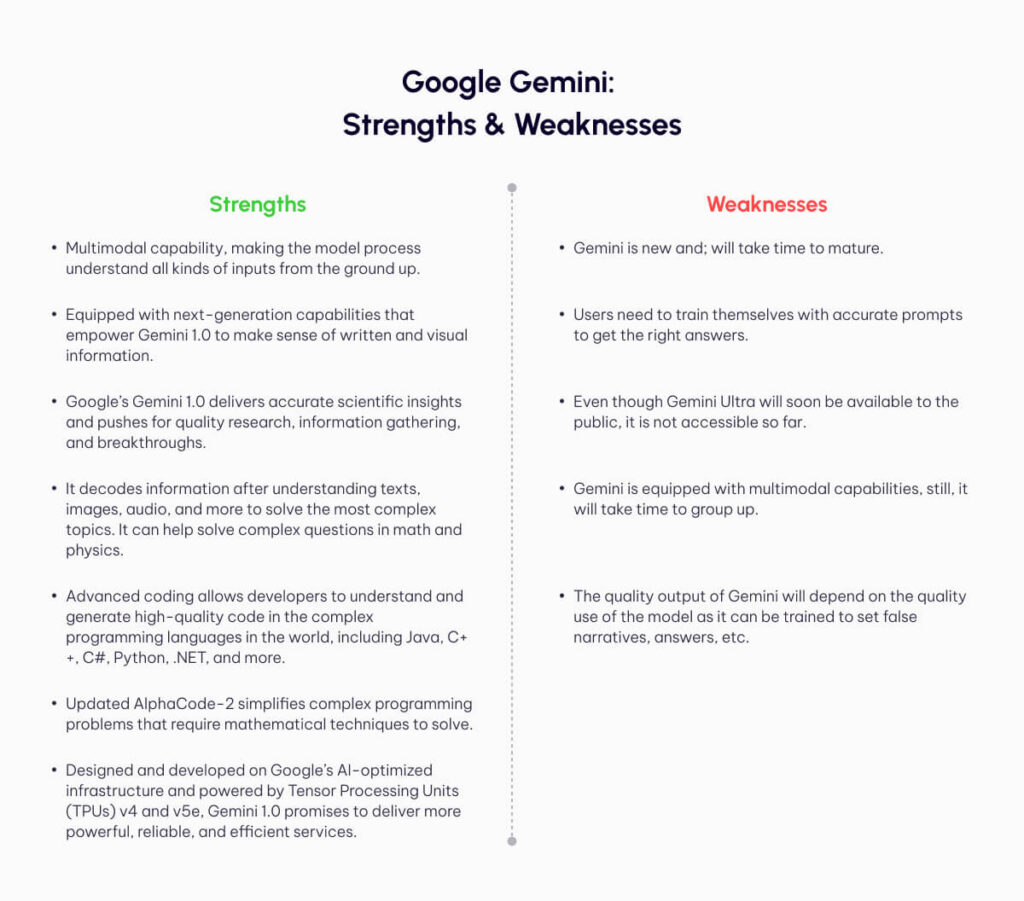 Google Gemini:
Strengths & Weaknesses
Strengths
• Multimodal capability, making the model process
understand all kinds of inputs from the ground up.
• Equipped with next-generation capabilities that
empower Gemini 1.0 to make sense of written and visual
information.
• Google's Gemini 1.0 delivers accurate scientific insights
and pushes for quality research, information gathering,
and breakthroughs.
• It decodes information after understanding texts,
images, audio, and more to solve the most complex
topics. It can help solve complex questions in math and
physics.
• Advanced coding allows developers to understand and
generate high-quality code in the complex
programming languages in the world, including Java, C+
+, C#, Python, .NET, and more.
• Updated AlphaCode-2 simplifies complex programming
problems that require mathematical techniques to solve.
• Designed and developed on Google's AI-optimized
infrastructure and powered by Tensor Processing Units
(TPUs) v4 and v5e, Gemini 1.0 promises to deliver more
powerful, reliable, and efficient services.
Weaknesses
• Gemini is new and; will take time to mature.
• Users need to train themselves with accurate prompts
to get the right answers.
• Even though Gemini Ultra will soon be available to the
public, it is not accessible so far.
• Gemini is equipped with multimodal capabilities, still, it
will take time to group up.
• The quality output of Gemini will depend on the quality
use of the model as it can be trained to set false
narratives, answers, etc.